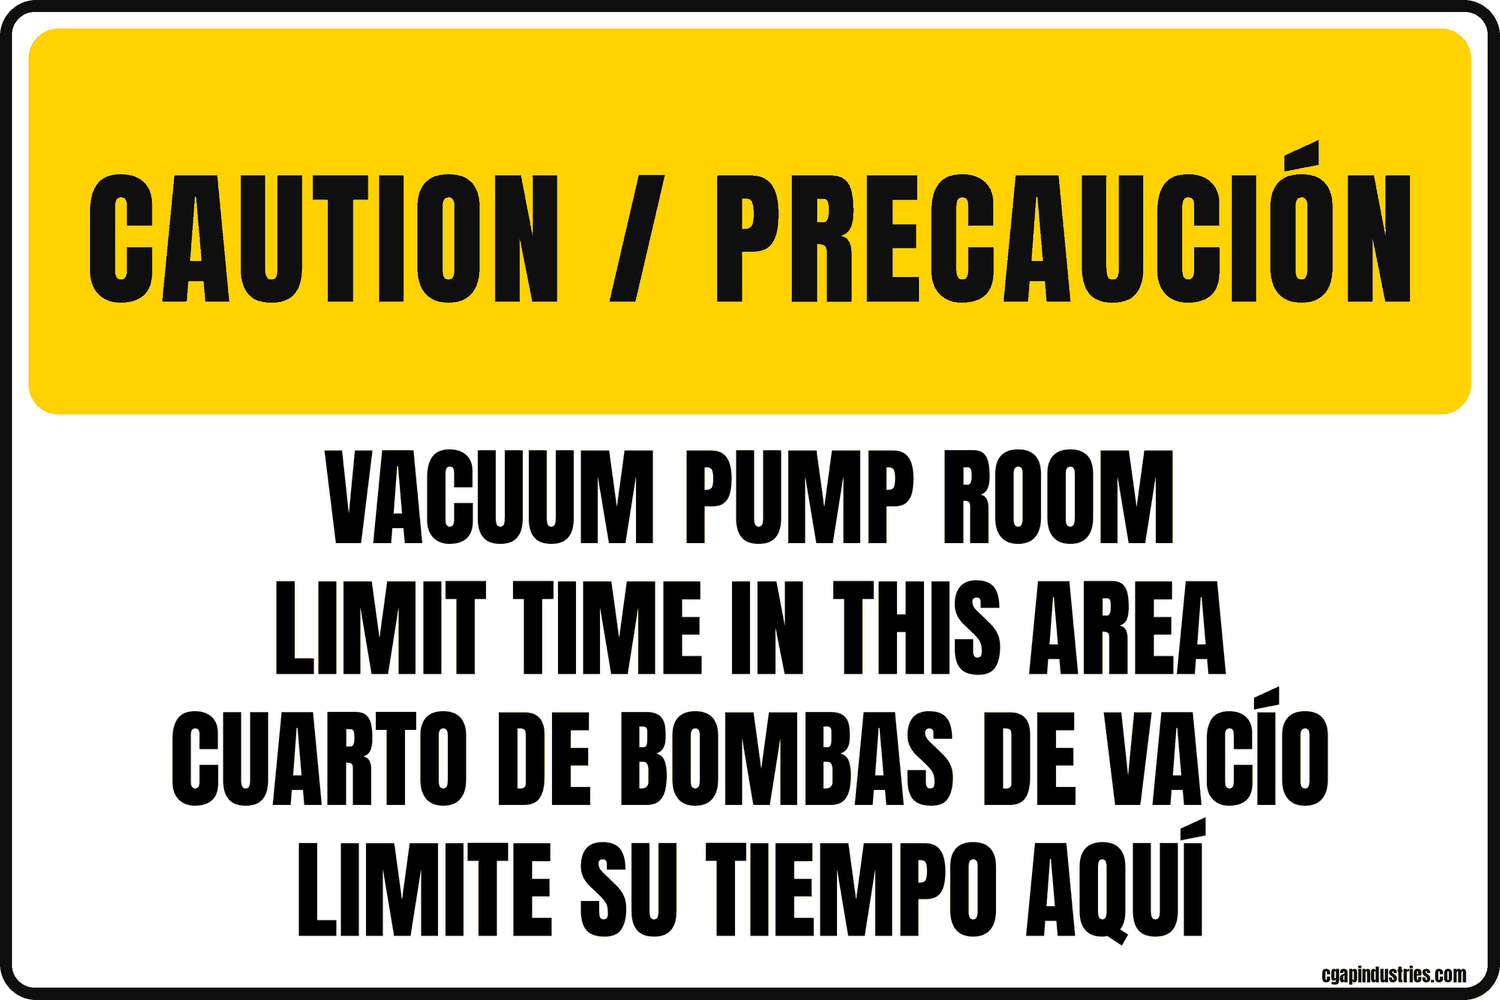 CAUTION / PRECAUCIÓN
VACUUM PUMP ROOM
LIMIT TIME IN THIS AREA
CUARTO DE BOMBAS DE VACÍO
LIMITE SU TIEMPO AQUÍ
cgapindustries.com